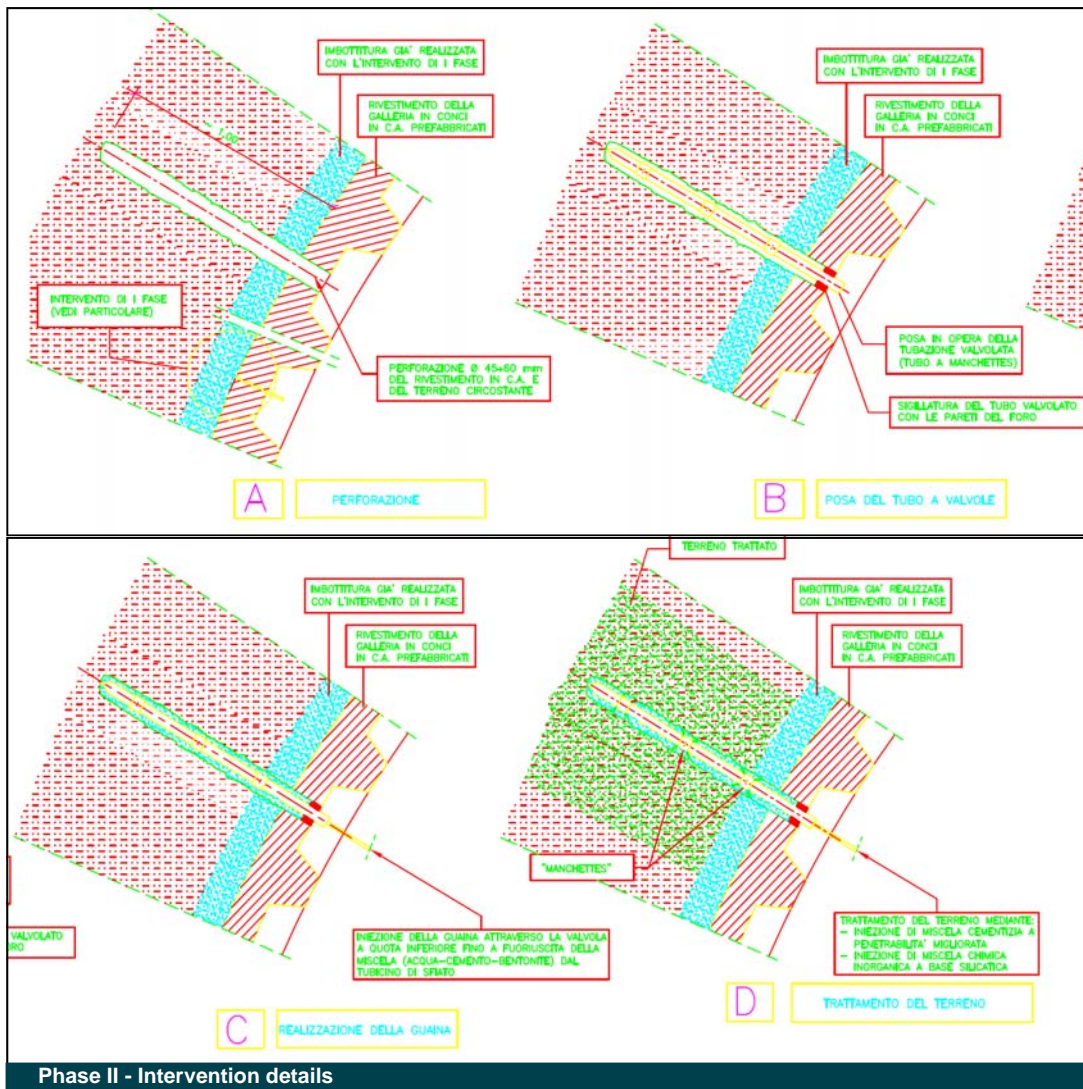 IMBOTTITURA GIA' REALIZZATA
CON L'INTERVENTO DI I FASE
RIVESTIMENTO DELLA
GALLERIA IN CONCI
IN C.A. PREFABBRICATI
1,00
INTERVENTO DI I FASE
(VEDI PARTICOLARE)
PERFORAZIONE Ø 45÷60 mm
DEL RIVESTIMENTO IN C.A. E
DEL TERRENO CIRCOSTANTE
A
PERFORAZIONE
IMBOTTITURA GIA' REALIZZATA
CON L'INTERVENTO DI I FASE
RIVESTIMENTO DELLA
GALLERIA IN CONCI
IN C.A. PREFABBRICATI
POSA IN OPERA DELLA
TUBAZIONE VALVOLATA
(TUBO A MANCHETTES)
SIGILLATURA DEL TUBO VALVOLATO
CON LE PARETI DEL FORO
B
POSA DEL TUBO A VALVOLE
IMBOTTITURA GIA' REALIZZATA
CON L'INTERVENTO DI I FASE
RIVESTIMENTO DELLA
GALLERIA IN CONCI
IN C.A. PREFABBRICATI
VALVOLATO
ORO
INIEZIONE DELLA GUAINA ATTRAVERSO LA VALVOLA
A QUOTA INFERIORE FINO A FUORIUSCITA DELLA
MISCELA (ACQUA-CEMENTO-BENTONITE) DAL
TUBICINO DI SFIATO
C
REALIZZAZIONE DELLA GUAINA
TERRENO TRATTATO
IMBOTTITURA GIA' REALIZZATA
CON L'INTERVENTO DI I FASE
RIVESTIMENTO DELLA
GALLERIA IN CONCI
IN C.A. PREFABBRICATI
"MANCHETTES"
TRATTAMENTO DEL TERRENO MEDIANTE:
- INIEZIONE DI MISCELA CEMENTIZIA A
PENETRABILITA' MIGLIORATA
- INIEZIONE DI MISCELA CHIMICA
INORGANICA A BASE SILICATICA
D
TRATTAMENTO DEL TERRENO
Phase II - Intervention details